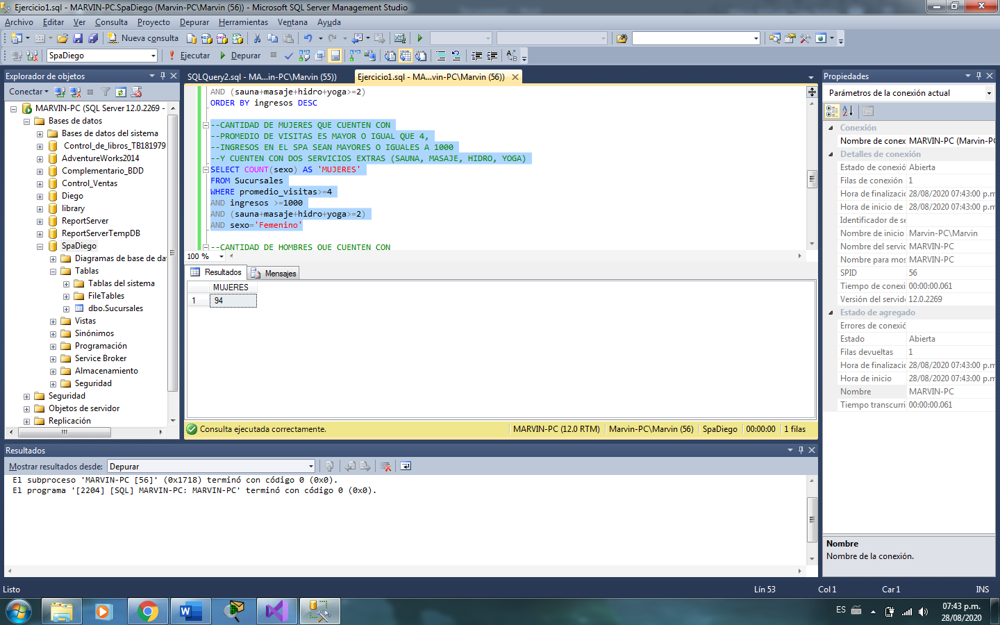 Ejercicio1.sql - MARVIN-PC.SpaDiego (Marvin-PC\Marvin (56)) - Microsoft SQL Server Management Studio
Archivo Editar Ver Consulta Proyecto Depurar Herramientas Ventana Ayuda
Nueva consulta
SpaDiego Ejecutar Depurar
Explorador de objetos
Conectar
MARVIN-PC (SQL Server 12.0.2269 -
Bases de datos
Bases de datos del sistema
Control_de_libros_TB181979
AdventureWorks2014
Complementario_BDD
Control_Ventas
Diego
library
ReportServer
ReportServerTempDB
SpaDiego
Diagramas de base de da
Tablas
Tablas del sistema
FileTables
dbo.Sucursales
Vistas
Sinónimos
Programación
Service Broker
Almacenamiento
Seguridad
Seguridad
Objetos de servidor
Replicación
SQLQuery2.sql - MA...in-PC\Marvin (55))
Ejercicio1.sql - MA...vin-PC\Marvin (56))
AND (sauna+masaje+hidro+yoga>=2)
ORDER BY ingresos DESC
--CANTIDAD DE MUJERES QUE CUENTEN CON
--PROMEDIO DE VISITAS ES MAYOR O IGUAL QUE 4,
--INGRESOS EN EL SPA SEAN MAYORES O IGUALES A 1000
--Y CUENTEN CON DOS SERVICIOS EXTRAS (SAUNA, MASAJE, HIDRO, YOGA)
SELECT COUNT(sexo) AS 'MUJERES'
FROM Sucursales
WHERE promedio_visitas>=4
AND ingresos >=1000
AND (sauna+masaje+hidro+yoga>=2)
AND sexo='Femenino'
--CANTIDAD DE HOMBRES QUE CUENTEN CON
100 %
Resultados Mensajes
MUJERES
1 94
Consulta ejecutada correctamente.
MARVIN-PC (12.0 RTM) Marvin-PC\Marvin (56) SpaDiego 00:00:00 1 filas
Propiedades
Parámetros de la conexión actual
Conexión
Nombre de conex MARVIN-PC (Marvin-PC
Detalles de conexión
Estado de conexió Abierta
Filas de conexión 1
Hora de finalizació 28/08/2020 07:43:00 p.m
Hora de inicio de 28/08/2020 07:43:00 p.m
Identificador de se
Nombre de inicio Marvin-PC\Marvin
Nombre del servic MARVIN-PC
Nombre para mos MARVIN-PC
SPID 56
Tiempo de conexi 00:00:00.061
Versión del servid 12.0.2269
Estado de agregado
Errores de conexió
Estado Abierta
Filas devueltas 1
Hora de finalizació 28/08/2020 07:43:00 p.m
Hora de inicio 28/08/2020 07:43:00 p.m
Nombre MARVIN-PC
Tiempo transcurri 00:00:00.061
Nombre
Nombre de la conexión.
Resultados
Mostrar resultados desde: Depurar
El subproceso 'MARVIN-PC [56]' (0x1718) terminó con código 0 (0x0).
El programa '[2204] [SQL] MARVIN-PC: MARVIN-PC' terminó con código 0 (0x0).
Listo Lín 53 Col 1 Car 1 INS
ES
07:43 p.m.
28/08/2020